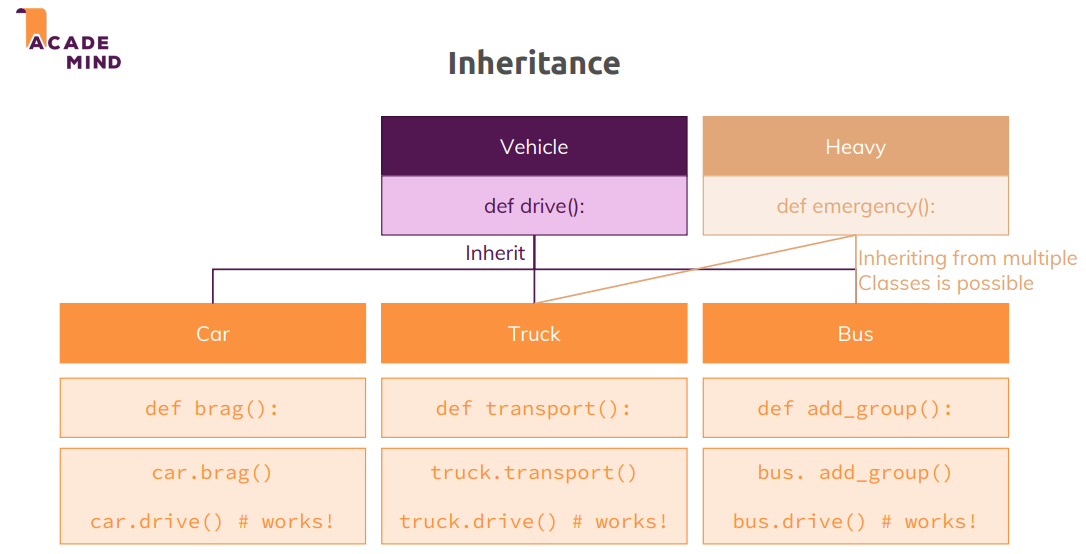 ACADE
MIND
Inheritance
Vehicle
Heavy
def drive():
def emergency():
Inherit
Inheriting from multiple
Classes is possible
Car
Truck
Bus
def brag():
def transport():
def add_group():
car.brag()
truck.transport()
bus. add_group()
car.drive() # works!
truck.drive() # works!
bus.drive() # works!